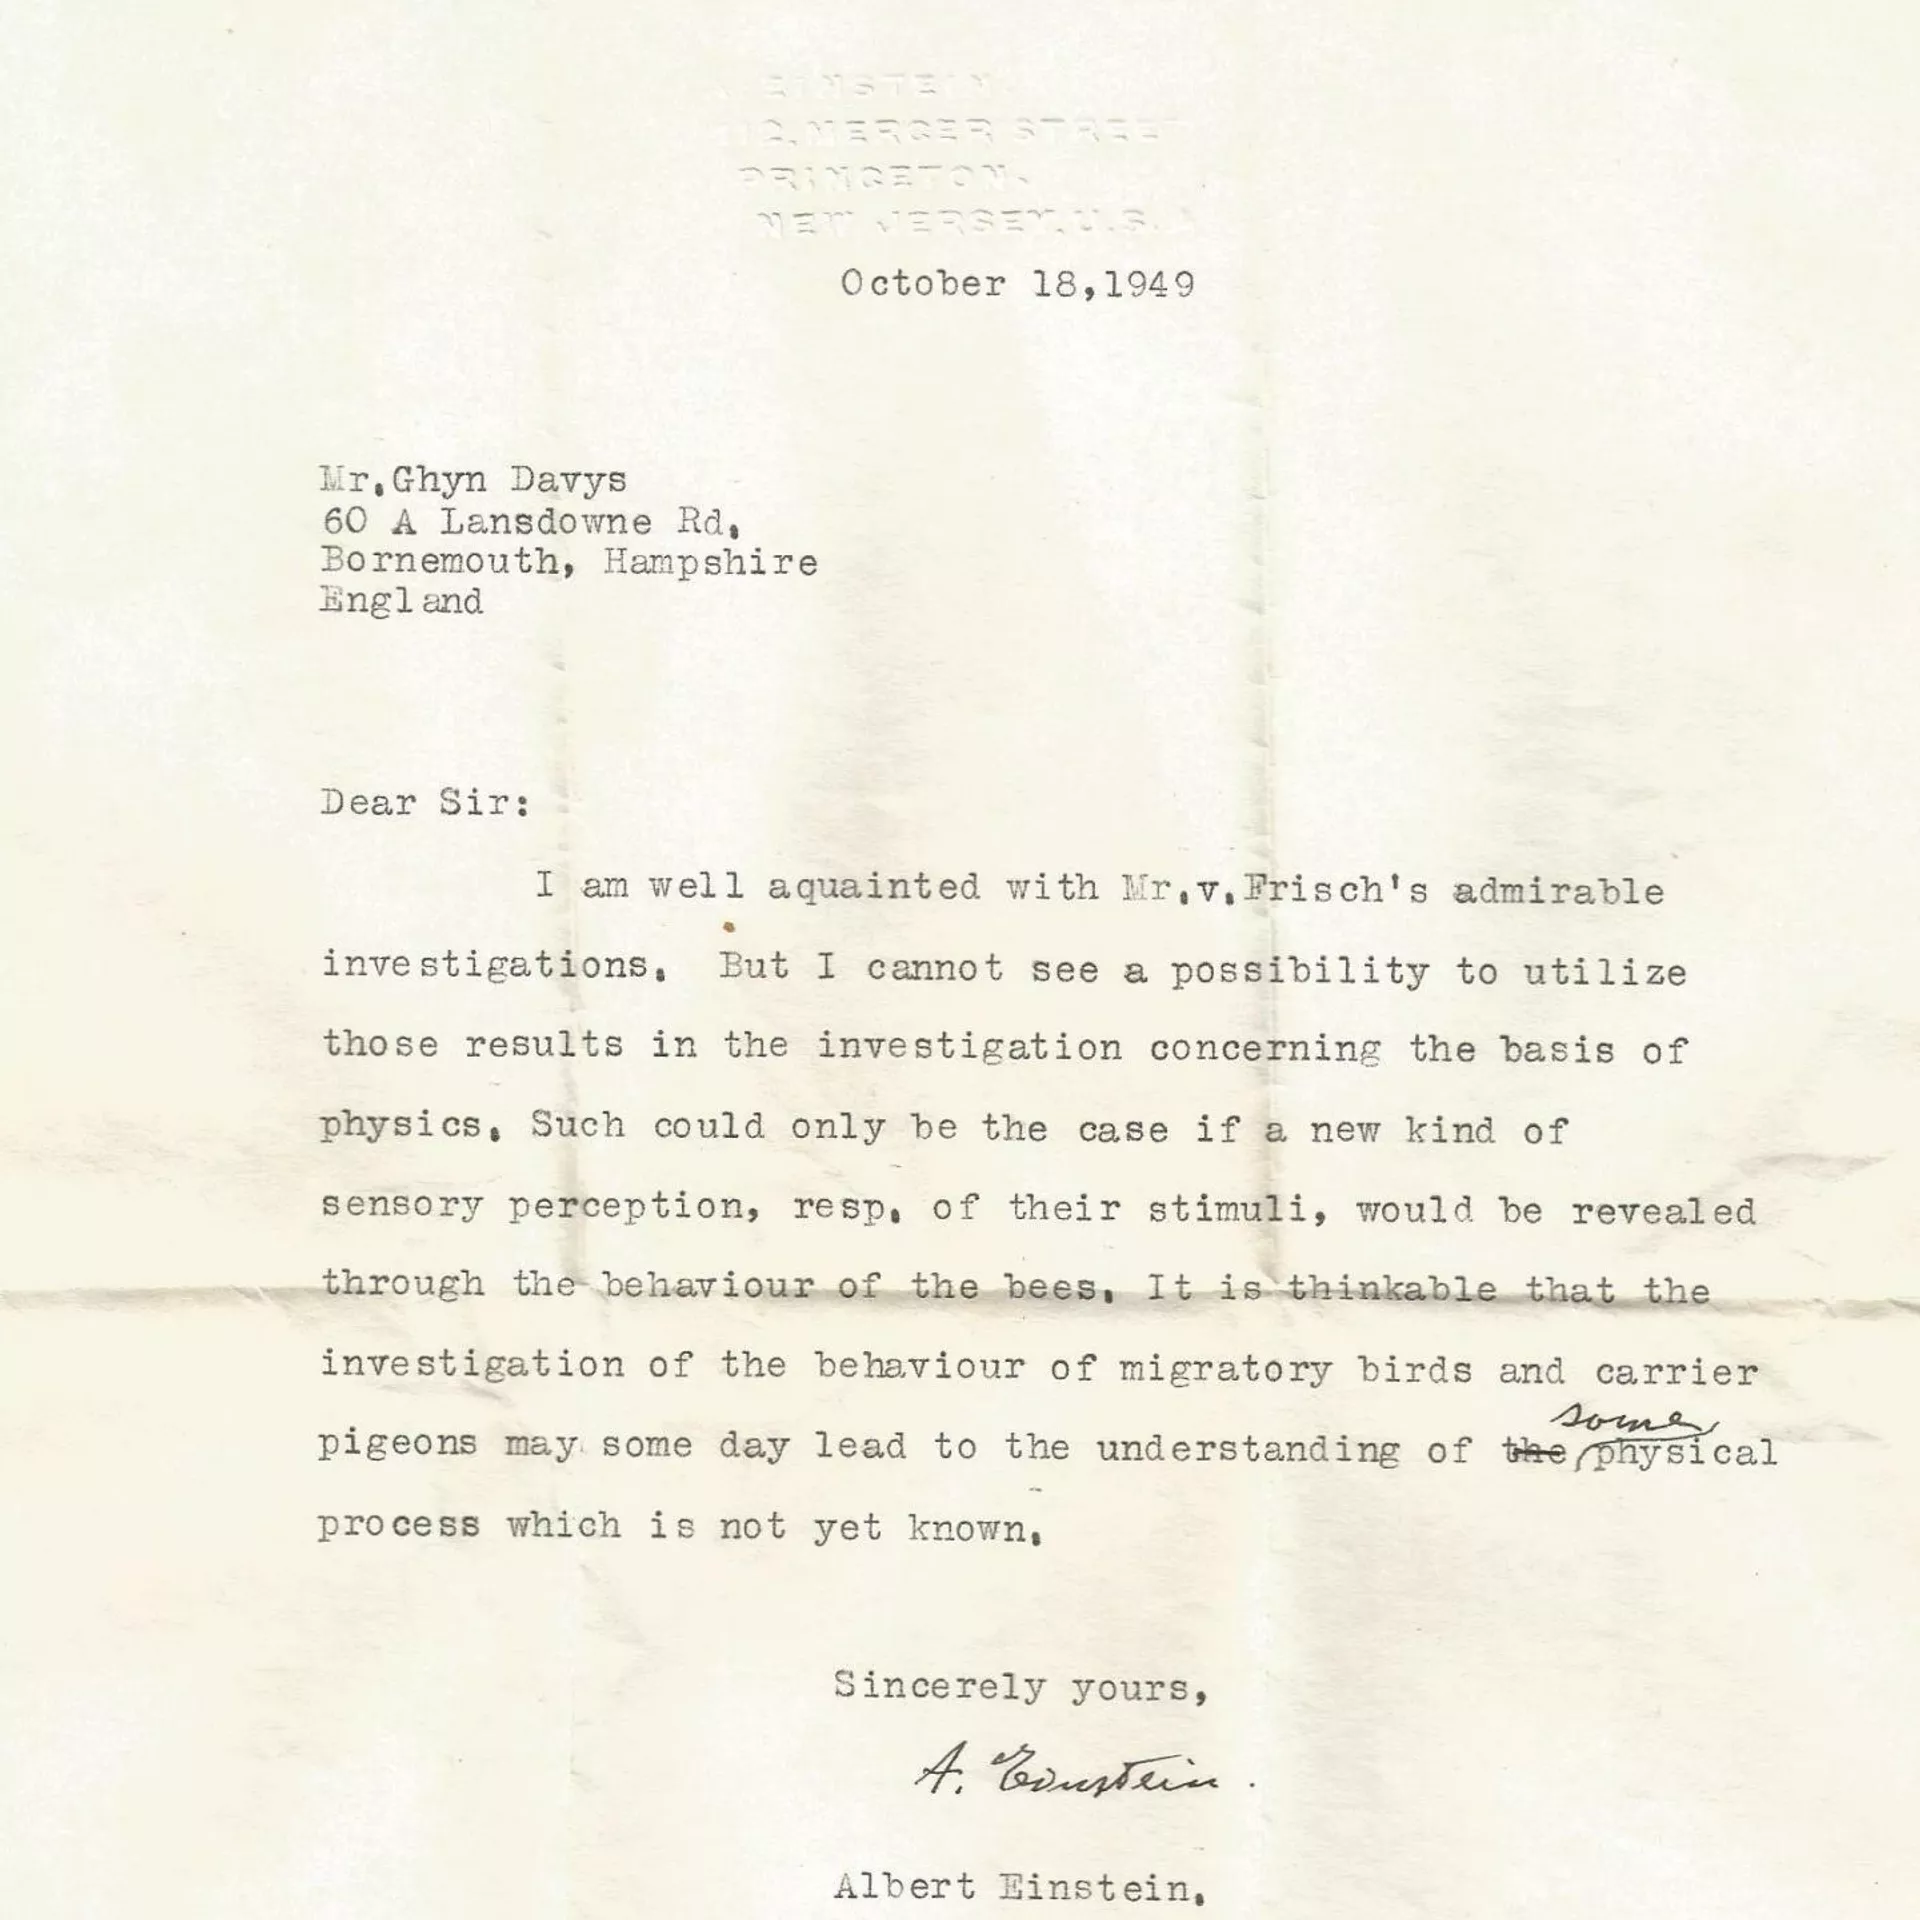 EINSTEIN
MERCER STREET
PRINCETON.
NEW JERSEY, U.S.
October 18,1949
Mr.Ghyn Davys
60 A Lansdowne Rd.
Bornemouth, Hampshire
England
Dear Sir:
I am well aquainted with Mr.v.Frisch's admirable
investigations. But I cannot see a possibility to utilize
those results in the investigation concerning the basis of
physics. Such could only be the case if a new kind of
sensory perception, resp. of their stimuli, would be revealed
through the behaviour of the bees. It is thinkable that the
investigation of the behaviour of migratory birds and carrier
some
pigeons may some day lead to the understanding of the physical
process which is not yet known.
Sincerely yours,
A. Einstein.
Albert Einstein.